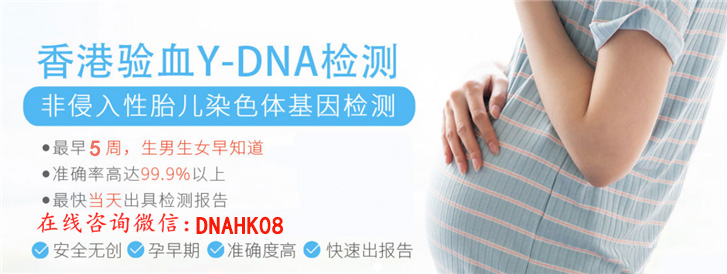 香港验血Y-DNA检测
非侵入性胎儿染色体基因检测
●最早5周，生男生女早知道
●准确率高达99.9%以上
●最快当天出具检测报告
在线咨询微信：DNAHK08
安全无创 孕早期 准确度高 快速出报告